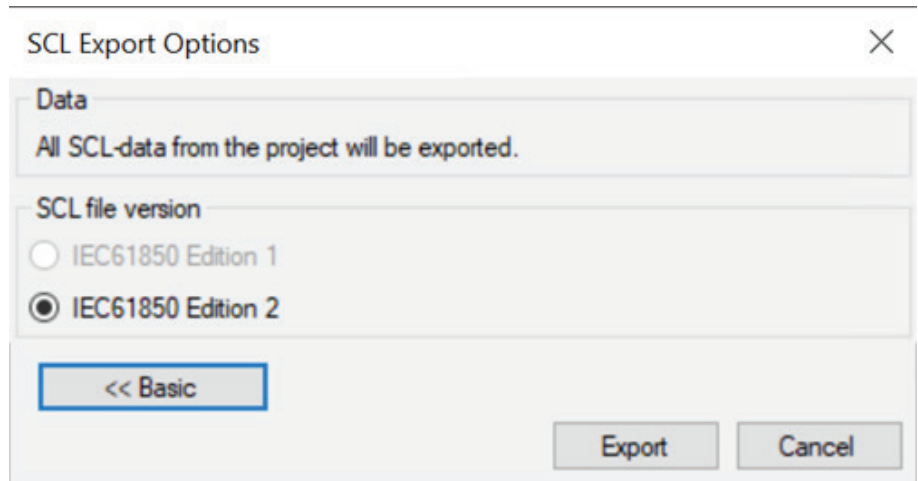 SCL Export Options
Data
All SCL-data from the project will be exported.
SCL file version
IEC61850 Edition 1
IEC61850 Edition 2
<< Basic
Export
Cancel